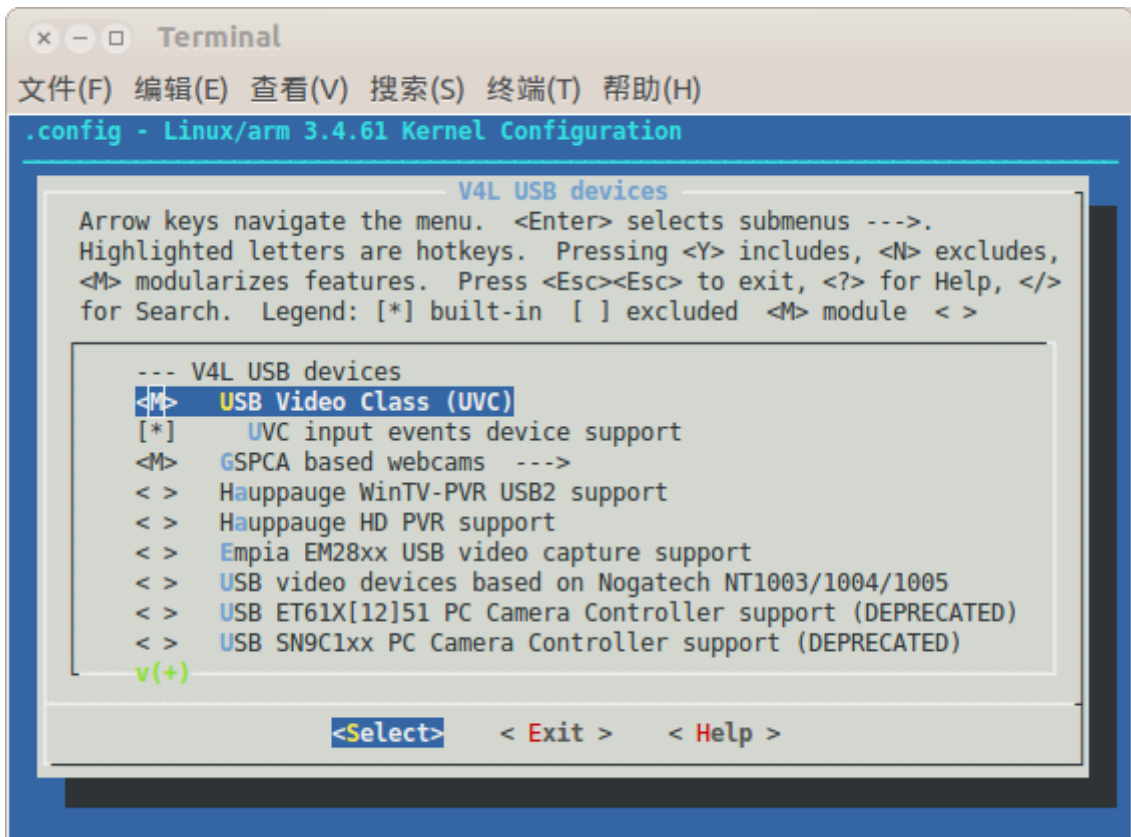 Terminal
文件(F) 编辑(E) 查看(V) 搜索(S) 终端(T) 帮助(H)
.config - Linux/arm 3.4.61 Kernel Configuration
V4L USB devices
Arrow keys navigate the menu.  <Enter> selects submenus --->.
Highlighted letters are hotkeys.  Pressing <Y> includes, <N> excludes,
<M> modularizes features.  Press <Esc><Esc> to exit, <?> for Help, </>
for Search.  Legend: [*] built-in  [ ] excluded  <M> module  < >
--- V4L USB devices
<M>   USB Video Class (UVC)
[*]     UVC input events device support
<M>   GSPCA based webcams  --->
< >   Hauppauge WinTV-PVR USB2 support
< >   Hauppauge HD PVR support
< >   Empia EM28xx USB video capture support
< >   USB video devices based on Nogatech NT1003/1004/1005
< >   USB ET61X[12]51 PC Camera Controller support (DEPRECATED)
< >   USB SN9C1xx PC Camera Controller support (DEPRECATED)
v(+)
<Select>    < Exit >    < Help >